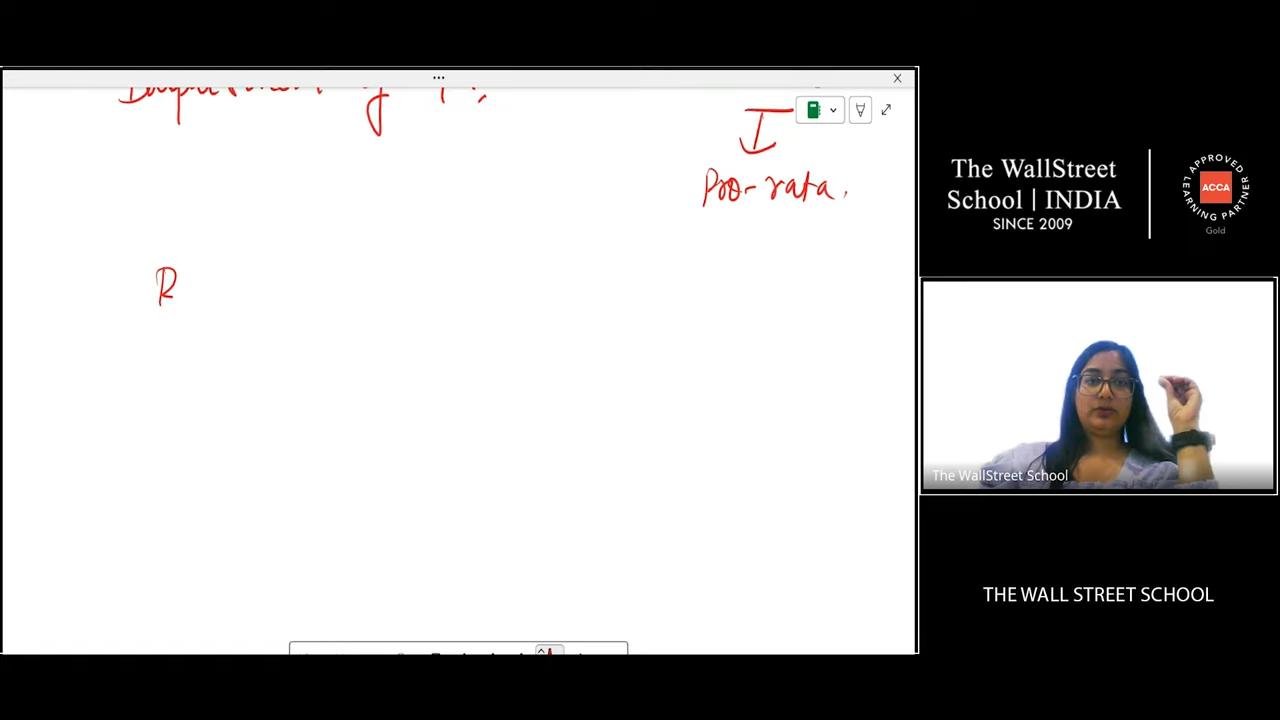 Pro-rata.
R
The WallStreet
School | INDIA
SINCE 2009
APPROVED
LEARNING PARTNER
ACCA
Gold
The WallStreet School
THE WALL STREET SCHOOL